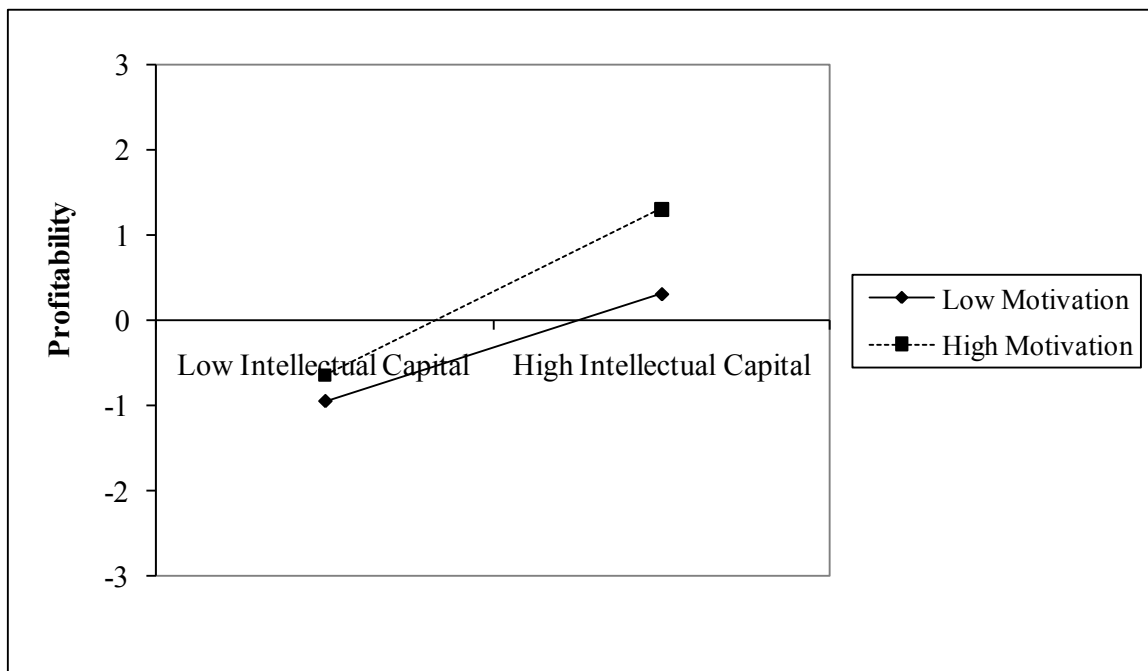 3
2
1
0
-1
-2
-3
Profitability
Low Intellectual Capital
High Intellectual Capital
Low Motivation
High Motivation